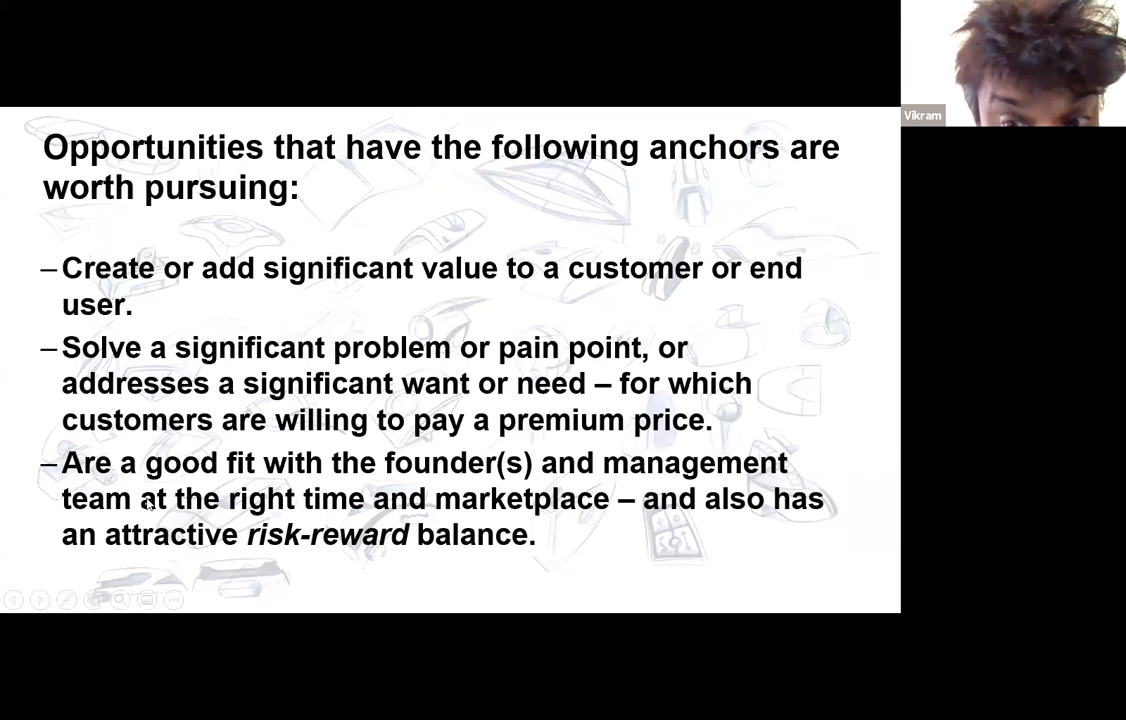 Opportunities that have the following anchors are
worth pursuing:
–Create or add significant value to a customer or end
user.
–Solve a significant problem or pain point, or
addresses a significant want or need – for which
customers are willing to pay a premium price.
–Are a good fit with the founder(s) and management
team at the right time and marketplace – and also has
an attractive risk-reward balance.
Vikram